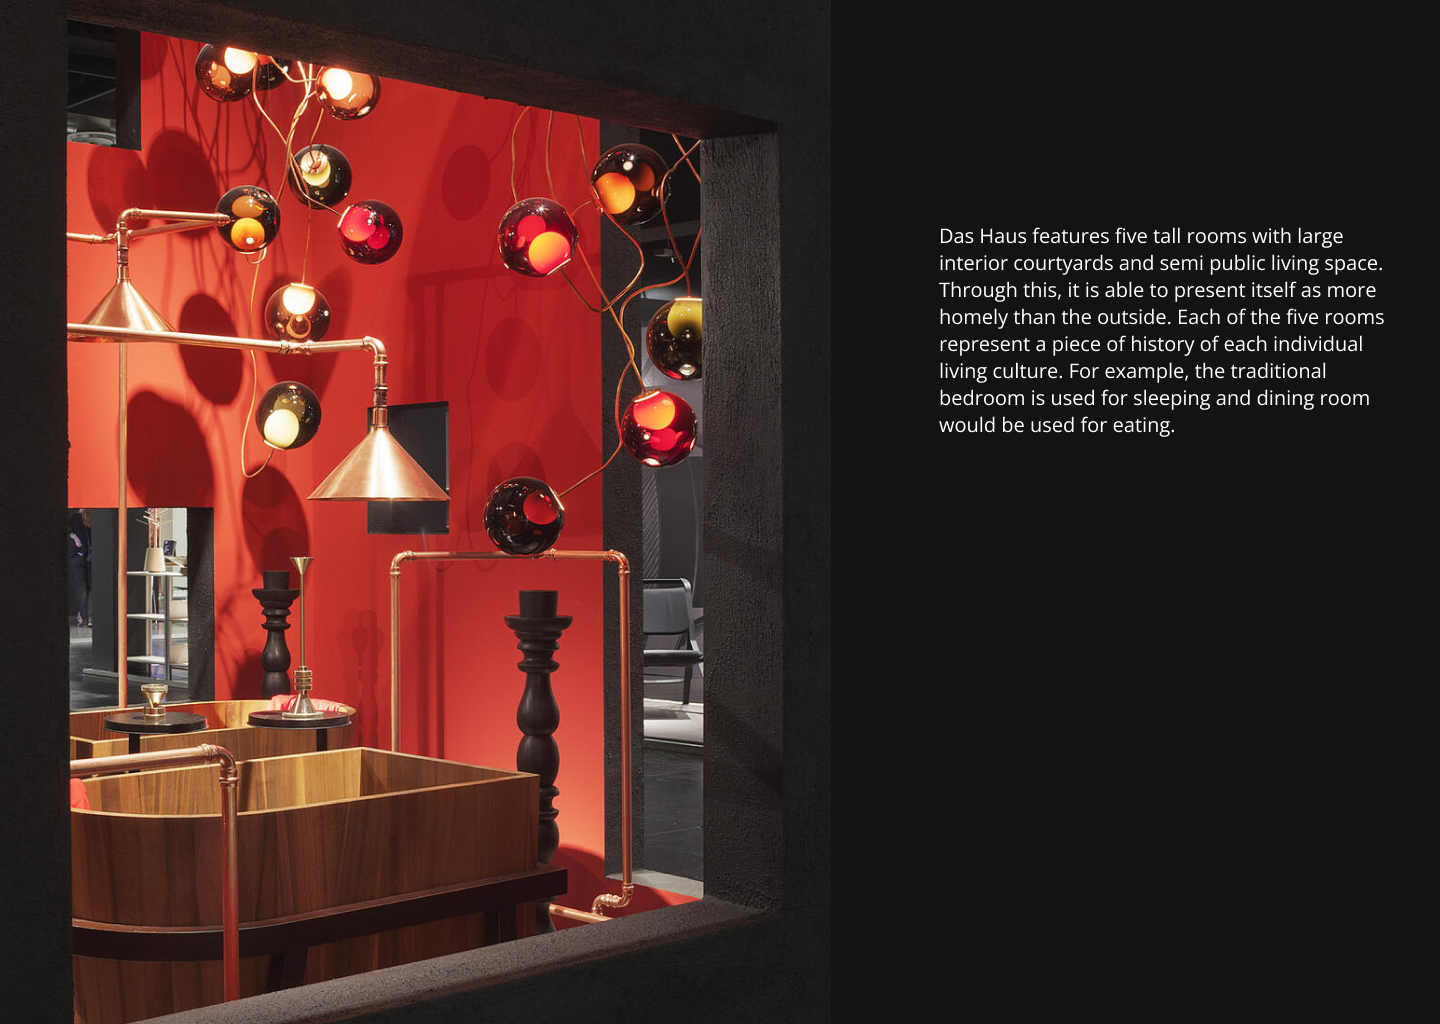 Das Haus features five tall rooms with large
interior courtyards and semi public living space.
Through this, it is able to present itself as more
homely than the outside. Each of the five rooms
represent a piece of history of each individual
living culture. For example, the traditional
bedroom is used for sleeping and dining room
would be used for eating.